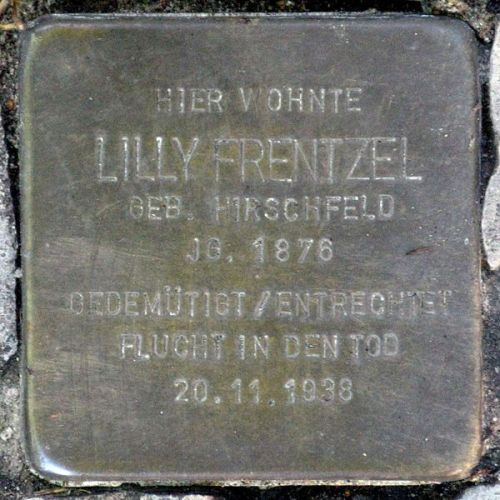 HIER WOHNTE
LILLY FRENTZEL
GEB. HIRSCHFELD
JG. 1876
GEDEMÜTIGT/ENTRECHTET
FLUCHT IN DEN TOD
20.11.1938